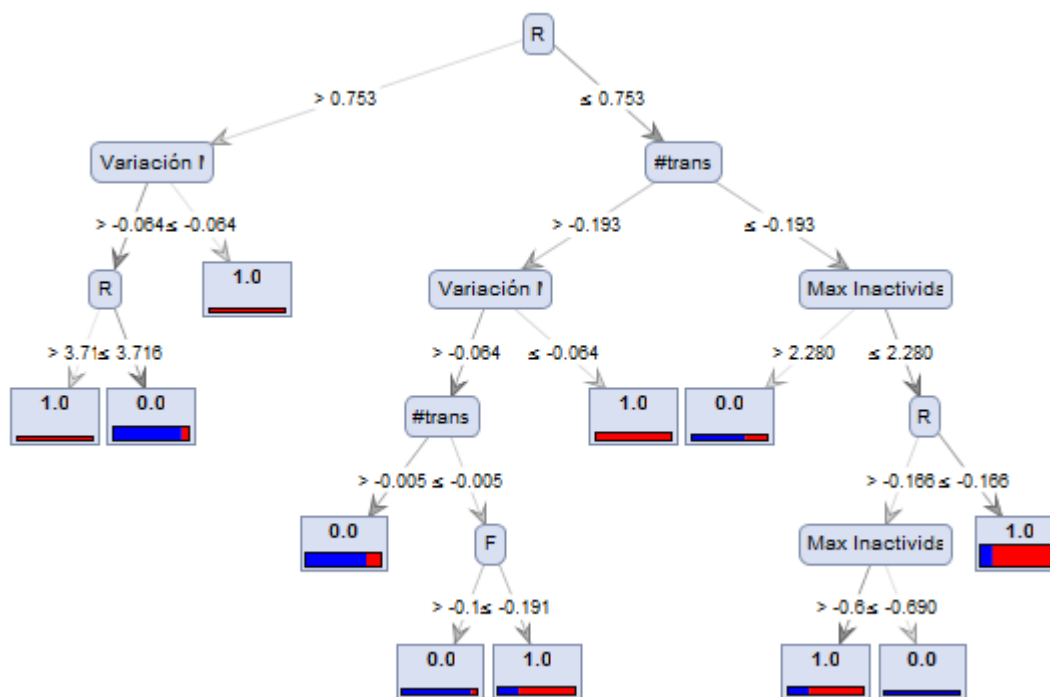 R
> 0.753 ≤ 0.753
Variación M #trans
> -0.064 ≤ -0.064 > -0.193 ≤ -0.193
R 1.0 Variación M Max Inactivida
> 3.71 ≤ 3.716 > -0.064 ≤ -0.064 > 2.280 ≤ 2.280
1.0 0.0 #trans 1.0 0.0 R
> -0.005 ≤ -0.005 > -0.166 ≤ -0.166
0.0 F Max Inactivida 1.0
> -0.1 ≤ -0.191 > -0.6 ≤ -0.690
0.0 1.0 1.0 0.0